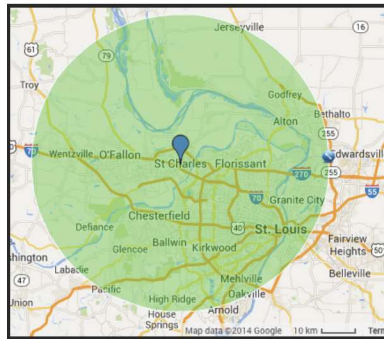 Jerseyville
16
61
79
Troy
Godfrey
Alton
Bethalto
255
70
Wentzville
O'Fallon
St Charles
Florissant
Edwardsville
270
255
70
55
Granite City
Chesterfield
40
St. Louis
Defiance
Ballwin
Kirkwood
Glencoe
Fairview
Heights
50
shington
Labadie
Belleville
47
Mehlville
Pacific
Oakville
Union
High Ridge
Arnold
House
Springs
Map data ©2014 Google
10 km
Tern